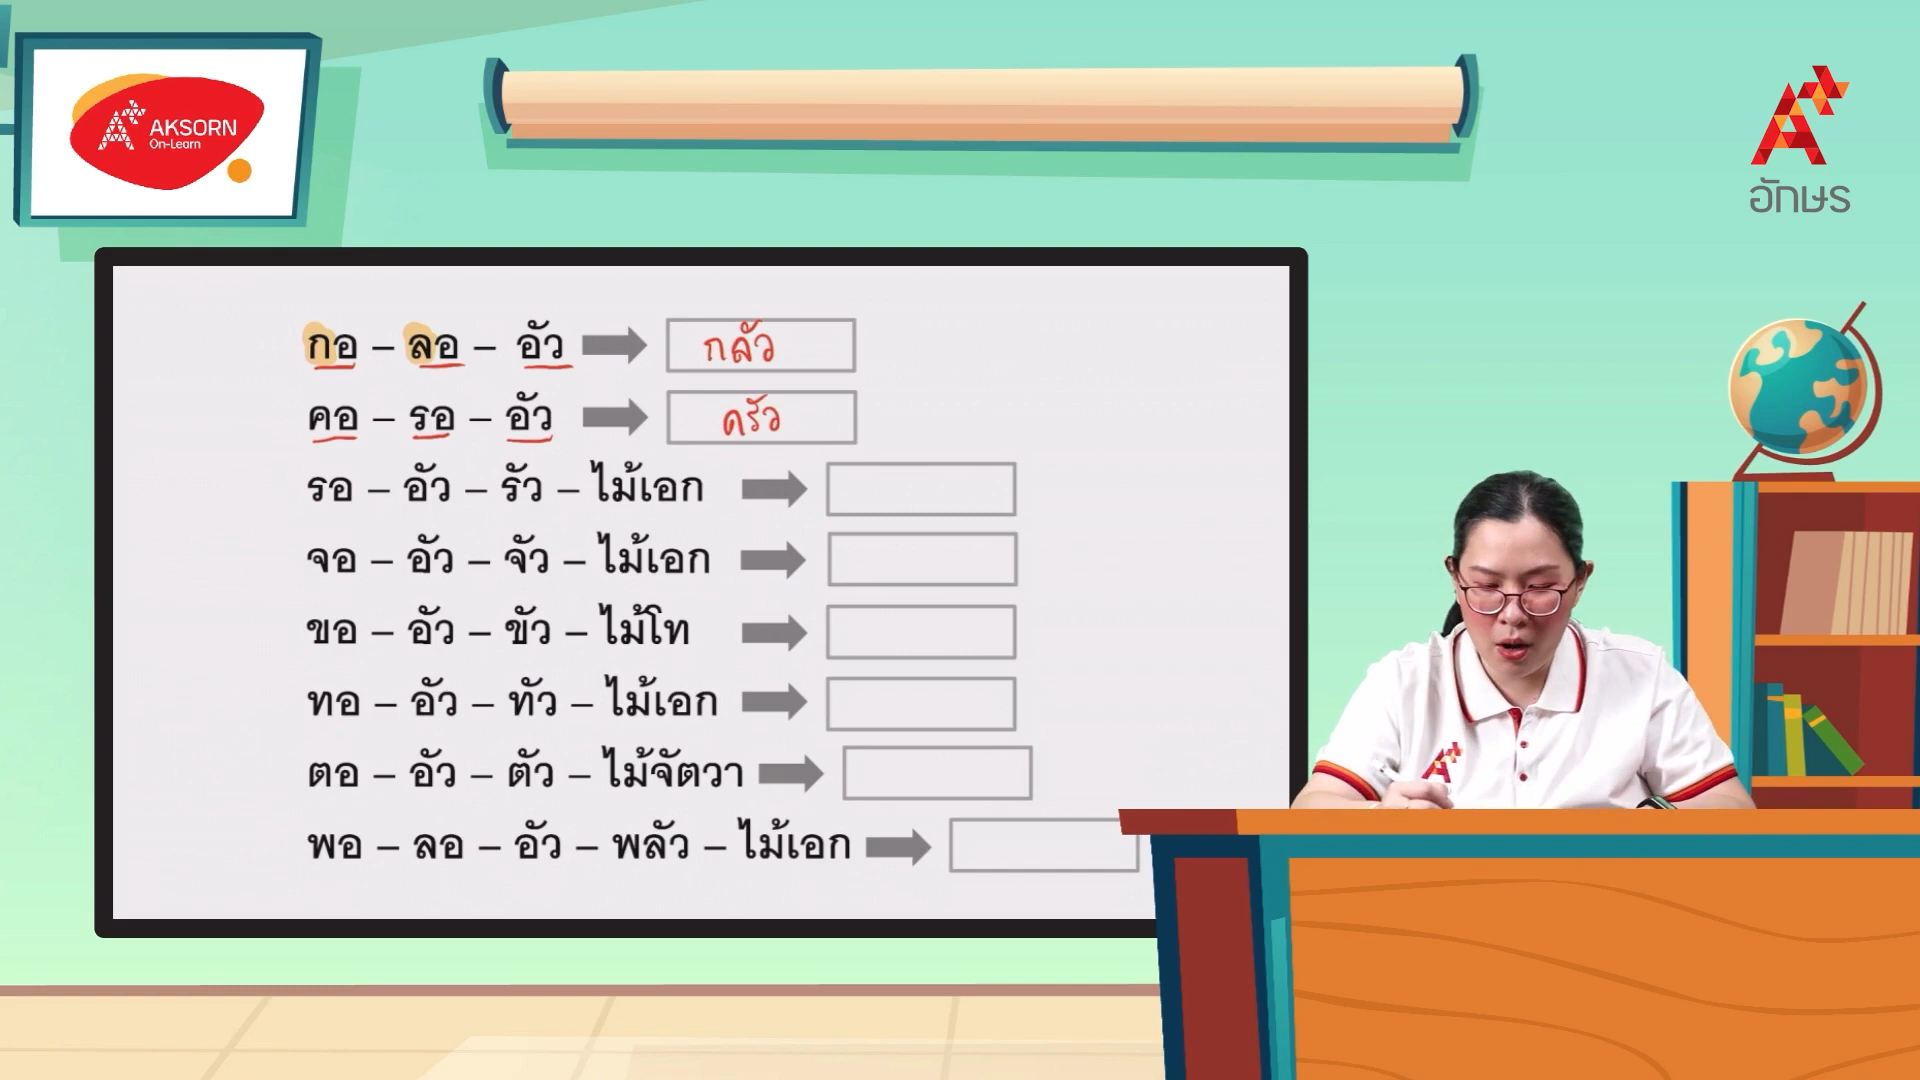 AKSORN
On-Learn
อักษร
กอ – ลอ – อัว กลัว
คอ – รอ – อัว ครัว
รอ – อัว – รัว – ไม้เอก
จอ – อัว – จัว – ไม้เอก
ขอ – อัว – ขัว – ไม้โท
ทอ – อัว – ทัว – ไม้เอก
ตอ – อัว – ตัว – ไม้จัตวา
พอ – ลอ – อัว – พลัว – ไม้เอก